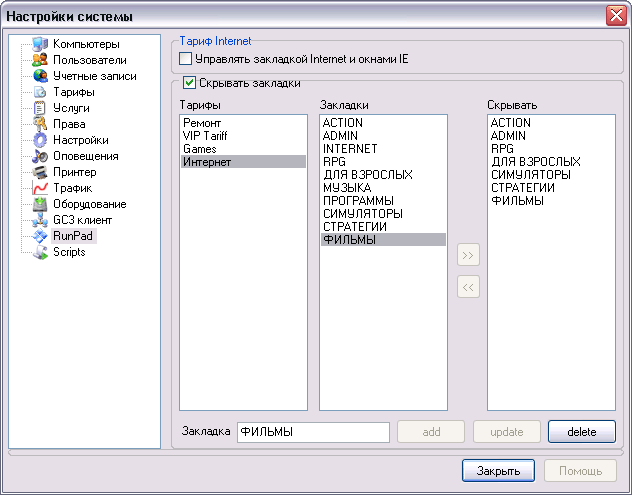 Настройки системы
Компьютеры
Пользователи
Учетные записи
Тарифы
Услуги
Права
Настройки
Оповещения
Принтер
Трафик
Оборудование
GC3 клиент
RunPad
Scripts
Тариф Internet
Управлять закладкой Internet и окнами IE
Скрывать закладки
Тарифы
Ремонт
VIP Tariff
Games
Интернет
Закладки
ACTION
ADMIN
INTERNET
RPG
ДЛЯ ВЗРОСЛЫХ
МУЗЫКА
ПРОГРАММЫ
СИМУЛЯТОРЫ
СТРАТЕГИИ
ФИЛЬМЫ
>>
<<
Скрывать
ACTION
ADMIN
RPG
ДЛЯ ВЗРОСЛЫХ
СИМУЛЯТОРЫ
СТРАТЕГИИ
ФИЛЬМЫ
Закладка ФИЛЬМЫ add update delete
Закрыть Помощь